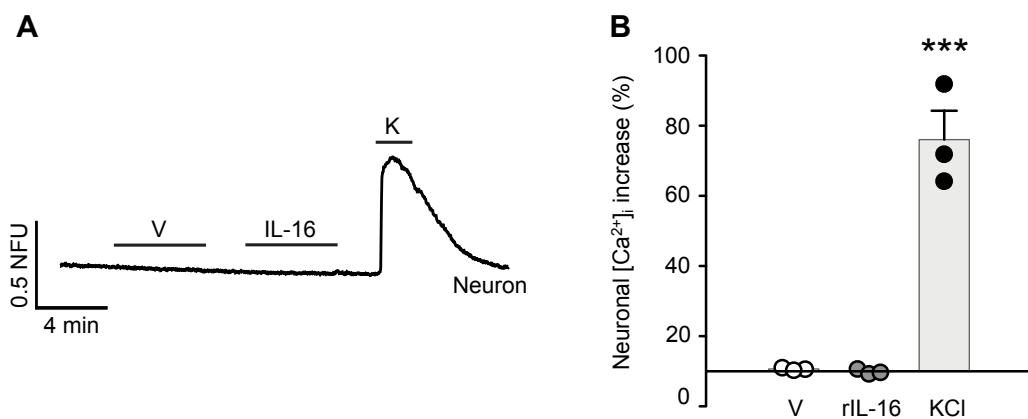 A
K
V
IL-16
0.5 NFU
4 min
Neuron
B
***
Neuronal [Ca²⁺]ᵢ increase (%)
100
80
60
40
20
0
V
rIL-16
KCl